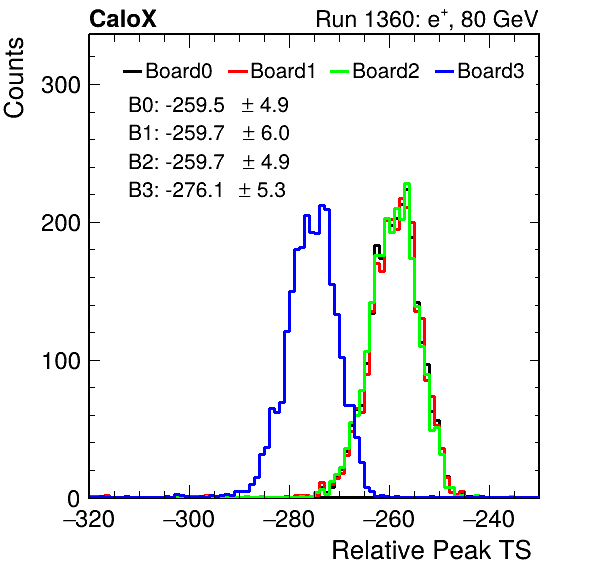 CaloX Run 1360: e⁺, 80 GeV
Counts
Board0 Board1 Board2 Board3
B0: -259.5 ± 4.9
B1: -259.7 ± 6.0
B2: -259.7 ± 4.9
B3: -276.1 ± 5.3
300
200
100
0
−320 −300 −280 −260 −240
Relative Peak TS